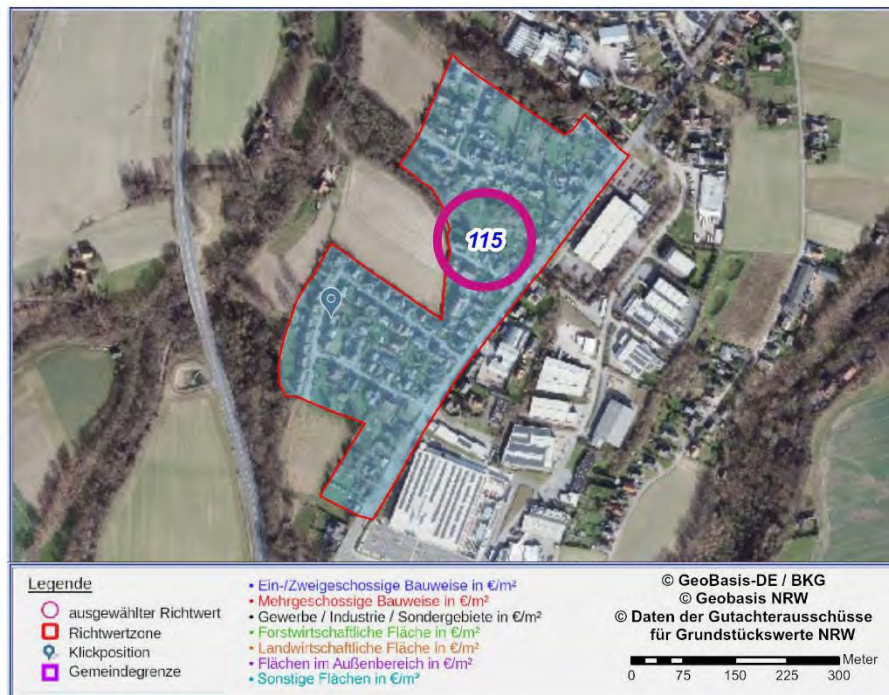 115
Legende
ausgewählter Richtwert
Richtwertzone
Klickposition
Gemeindegrenze
• Ein-/Zweigeschossige Bauweise in €/m²
• Mehrgeschossige Bauweise in €/m²
• Gewerbe / Industrie / Sondergebiete in €/m²
• Forstwirtschaftliche Fläche in €/m²
• Landwirtschaftliche Fläche in €/m²
• Flächen im Außenbereich in €/m²
• Sonstige Flächen in €/m²
© GeoBasis-DE / BKG
© Geobasis NRW
© Daten der Gutachterausschüsse
für Grundstückswerte NRW
Meter
0 75 150 225 300